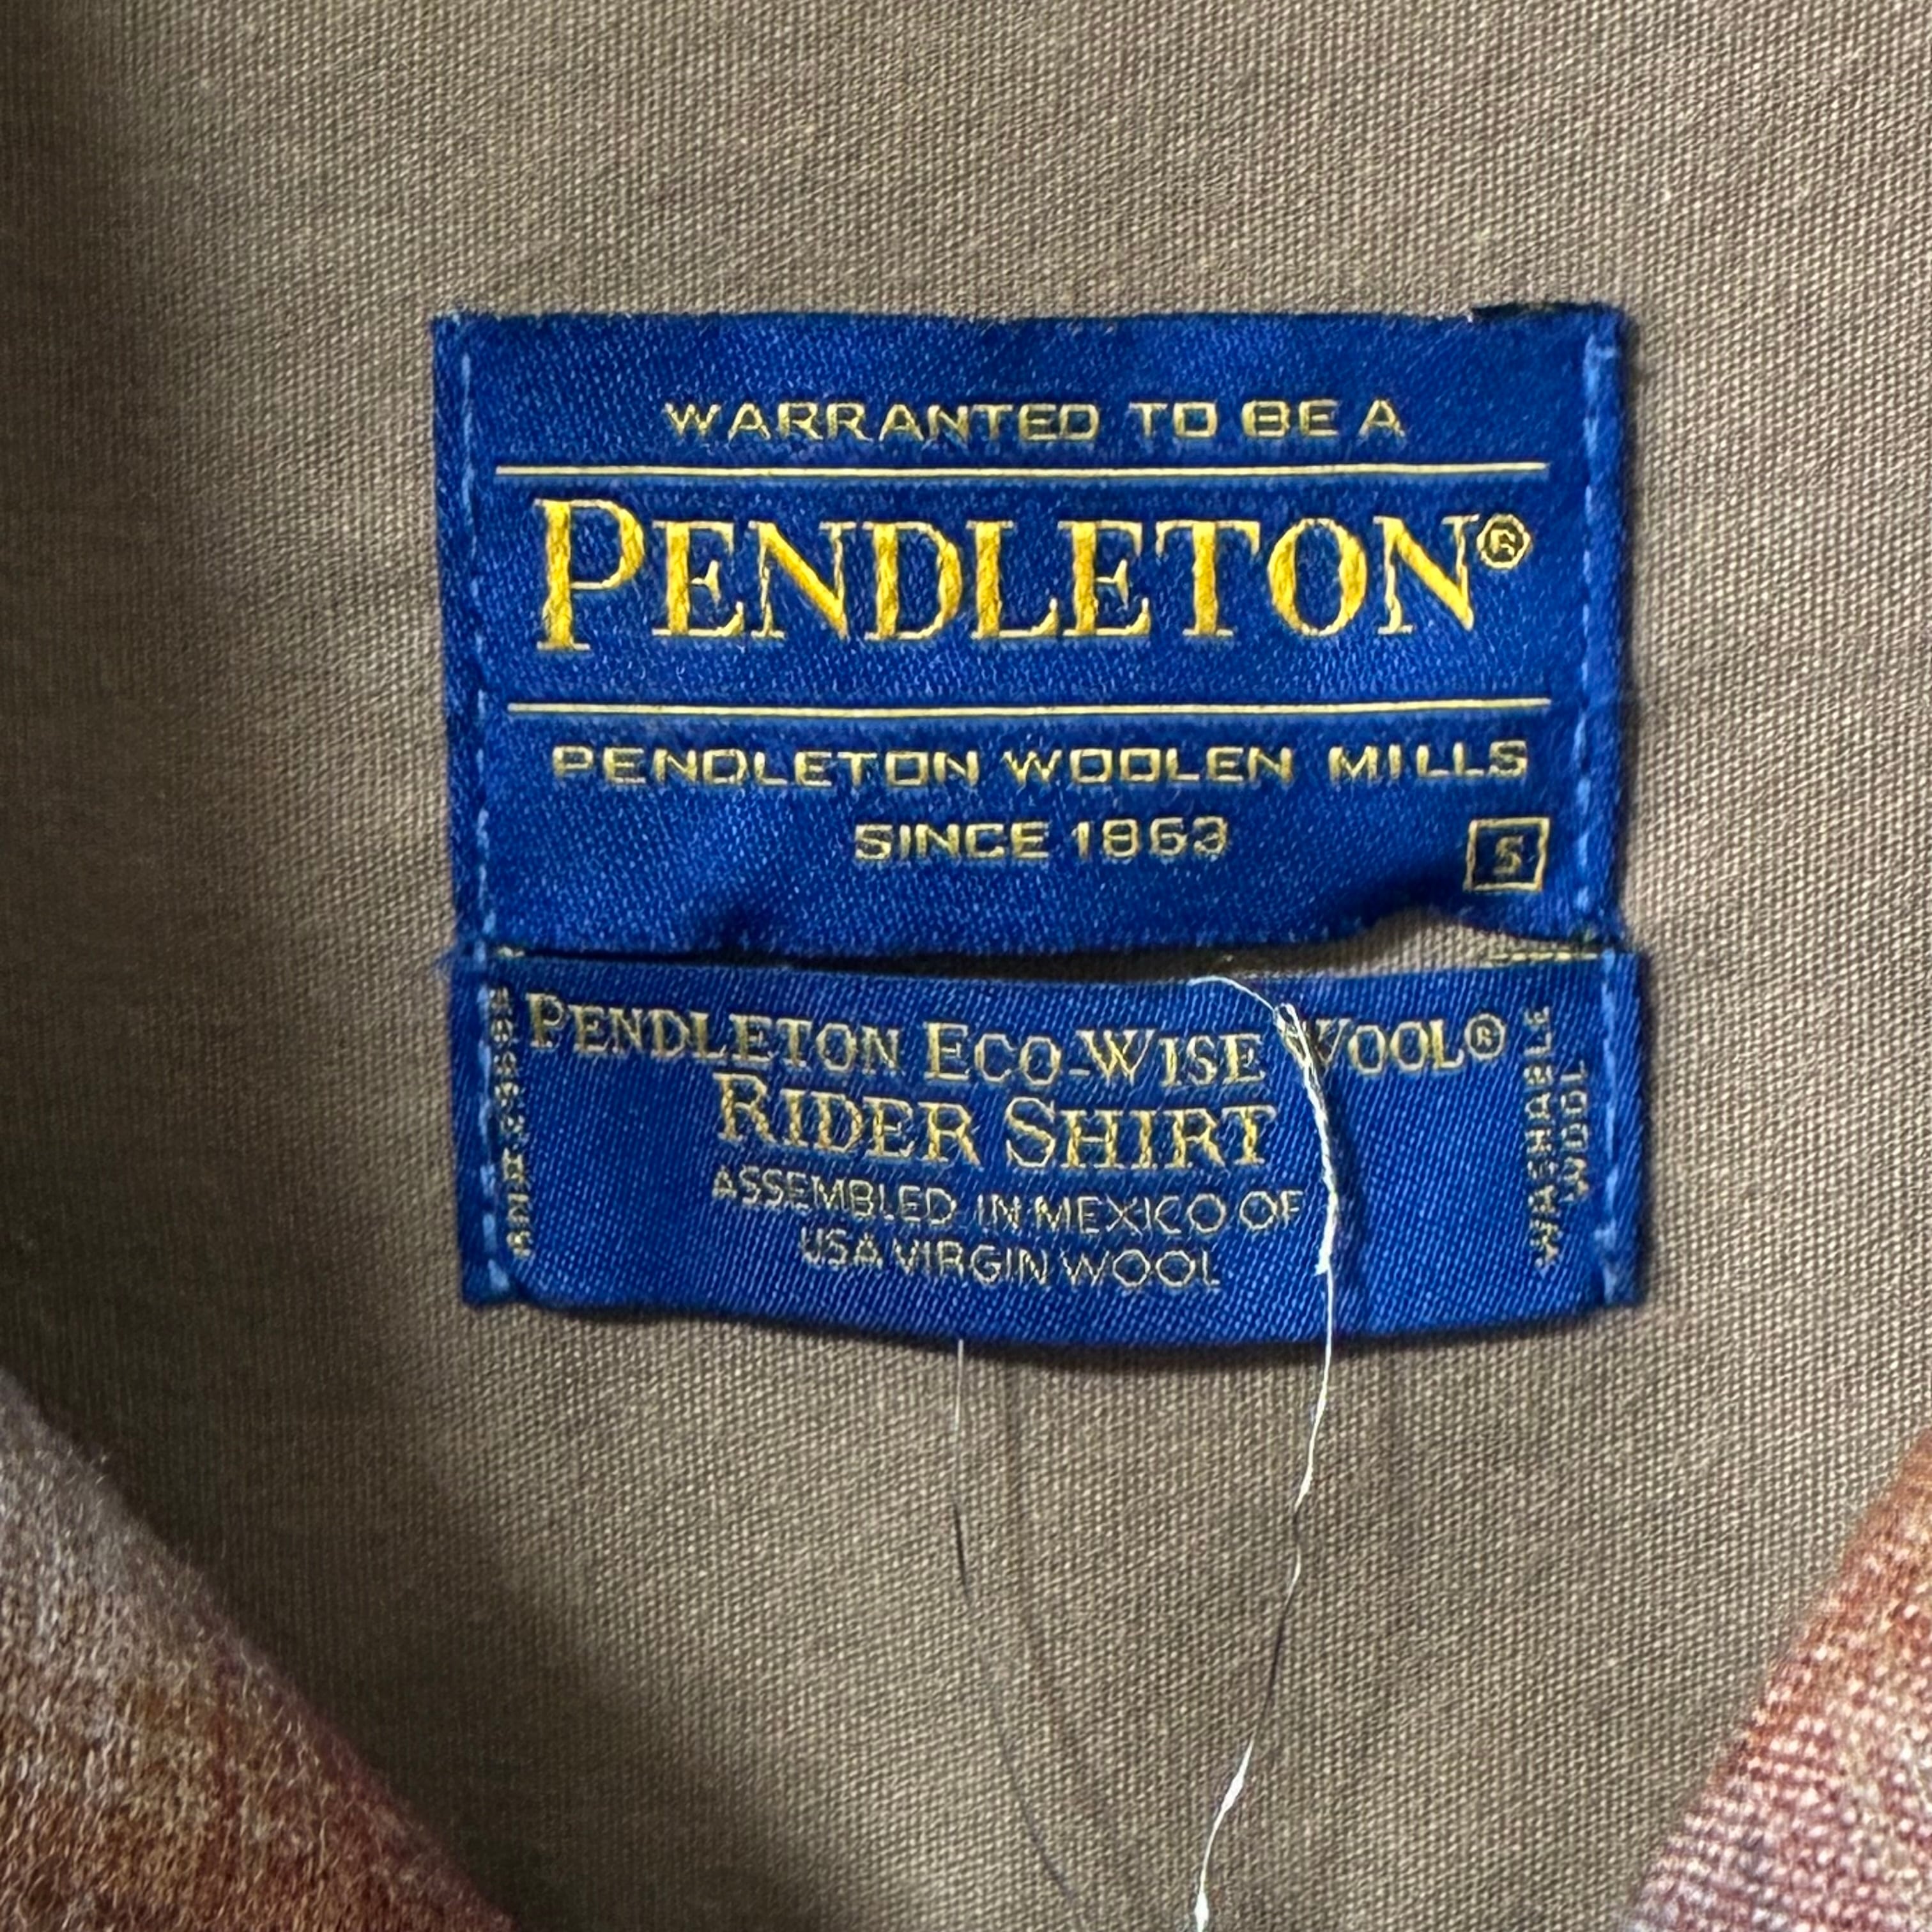 WARRANTED TO BE A
PENDLETON®
PENDLETON WOOLEN MILLS
SINCE 1863
S
PENDLETON ECO-WISE WOOL®
RIDER SHIRT
ASSEMBLED IN MEXICO OF
USA VIRGIN WOOL
WASHABLE
WOOL
RN#